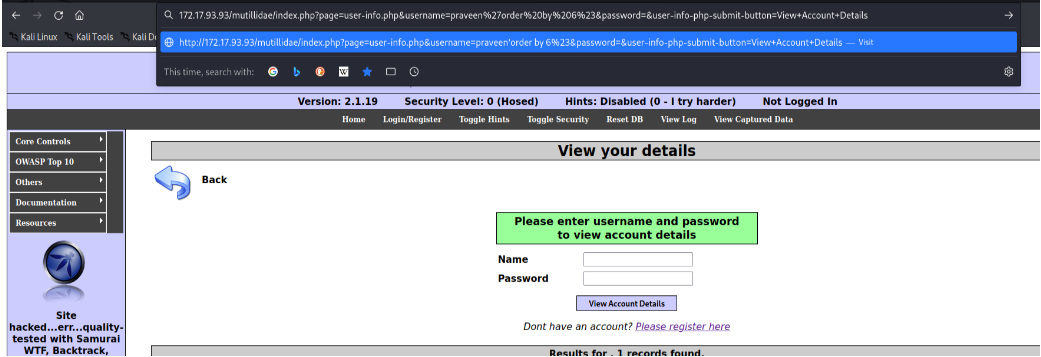 172.17.93.93/mutillidae/index.php?page=user-info.php&username=praveen%27order%20by%206%23&password=&user-info-php-submit-button=View+Account+Details
Kali Linux Kali Tools Kali Do
http://172.17.93.93/mutillidae/index.php?page=user-info.php&username=praveen'order by 6%23&password=&user-info-php-submit-button=View+Account+Details — Visit
This time, search with:
Version: 2.1.19 Security Level: 0 (Hosed) Hints: Disabled (0 - I try harder) Not Logged In
Home Login/Register Toggle Hints Toggle Security Reset DB View Log View Captured Data
Core Controls
OWASP Top 10
Others
Documentation
Resources
Site
hacked...err...quality-
tested with Samurai
WTF, Backtrack,
View your details
Back
Please enter username and password
to view account details
Name
Password
View Account Details
Dont have an account? Please register here
Results for . 1 records found.